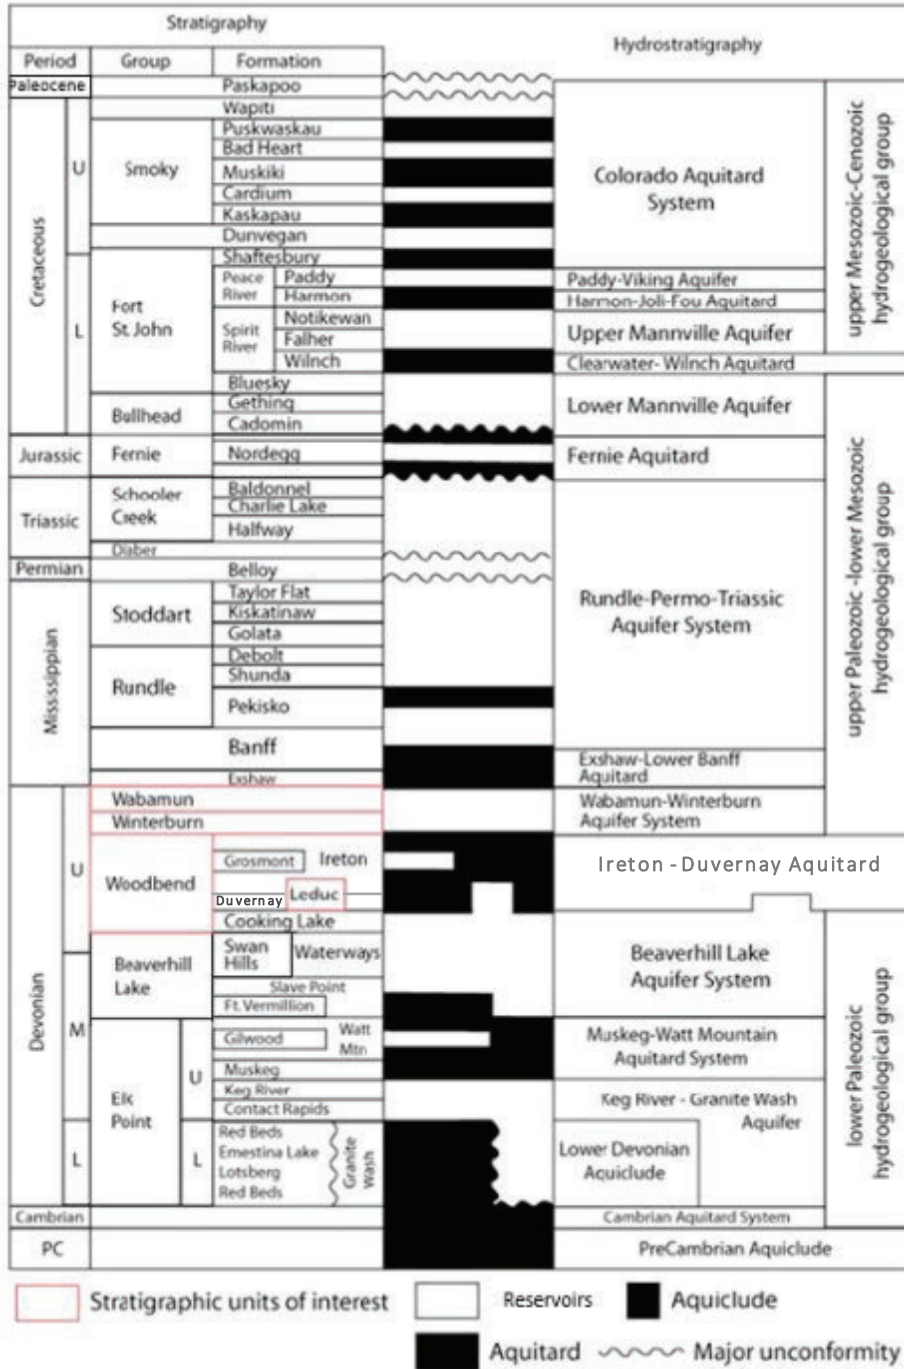 Stratigraphy
Hydrostratigraphy
Period
Group
Formation
Paleocene
Paskapoo
Wapiti
Cretaceous
U
Smoky
Puskwaskau
Bad Heart
Muskiki
Cardium
Kaskapau
Dunvegan
Colorado Aquitard
System
upper Mesozoic-Cenozoic
hydrogeological group
L
Fort
St. John
Shaftesbury
Peace
River
Paddy
Harmon
Spirit
River
Notikewan
Falher
Wilnch
Bluesky
Paddy-Viking Aquifer
Harmon-Joli-Fou Aquitard
Upper Mannville Aquifer
Clearwater- Wilnch Aquitard
Bullhead
Gething
Cadomin
Lower Mannville Aquifer
Jurassic
Fernie
Nordegg
Fernie Aquitard
Triassic
Schooler
Creek
Baldonnel
Charlie Lake
Halfway
Diaber
Permian
Belloy
Mississippian
Stoddart
Taylor Flat
Kiskatinaw
Golata
Rundle
Debolt
Shunda
Pekisko
Banff
Exshaw
Rundle-Permo-Triassic
Aquifer System
Exshaw-Lower Banff
Aquitard
upper Paleozoic -lower Mesozoic
hydrogeological group
Devonian
U
Wabamun
Winterburn
Wabamun-Winterburn
Aquifer System
Woodbend
Grosmont
Ireton
Duvernay
Leduc
Cooking Lake
Ireton -Duvernay Aquitard
M
Beaverhill
Lake
Swan
Hills
Waterways
Slave Point
Ft. Vermillion
Beaverhill Lake
Aquifer System
Elk
Point
U
Gilwood
Watt
Mtn
Muskeg
Keg River
Contact Rapids
Muskeg-Watt Mountain
Aquitard System
Keg River - Granite Wash
Aquifer
L
L
Red Beds
Ernestina Lake
Lotsberg
Red Beds
Granite
Wash
Lower Devonian
Aquiclude
lower Paleozoic
hydrogeological group
Cambrian
Cambrian Aquitard System
PC
PreCambrian Aquiclude
Stratigraphic units of interest
Reservoirs
Aquiclude
Aquitard
Major unconformity